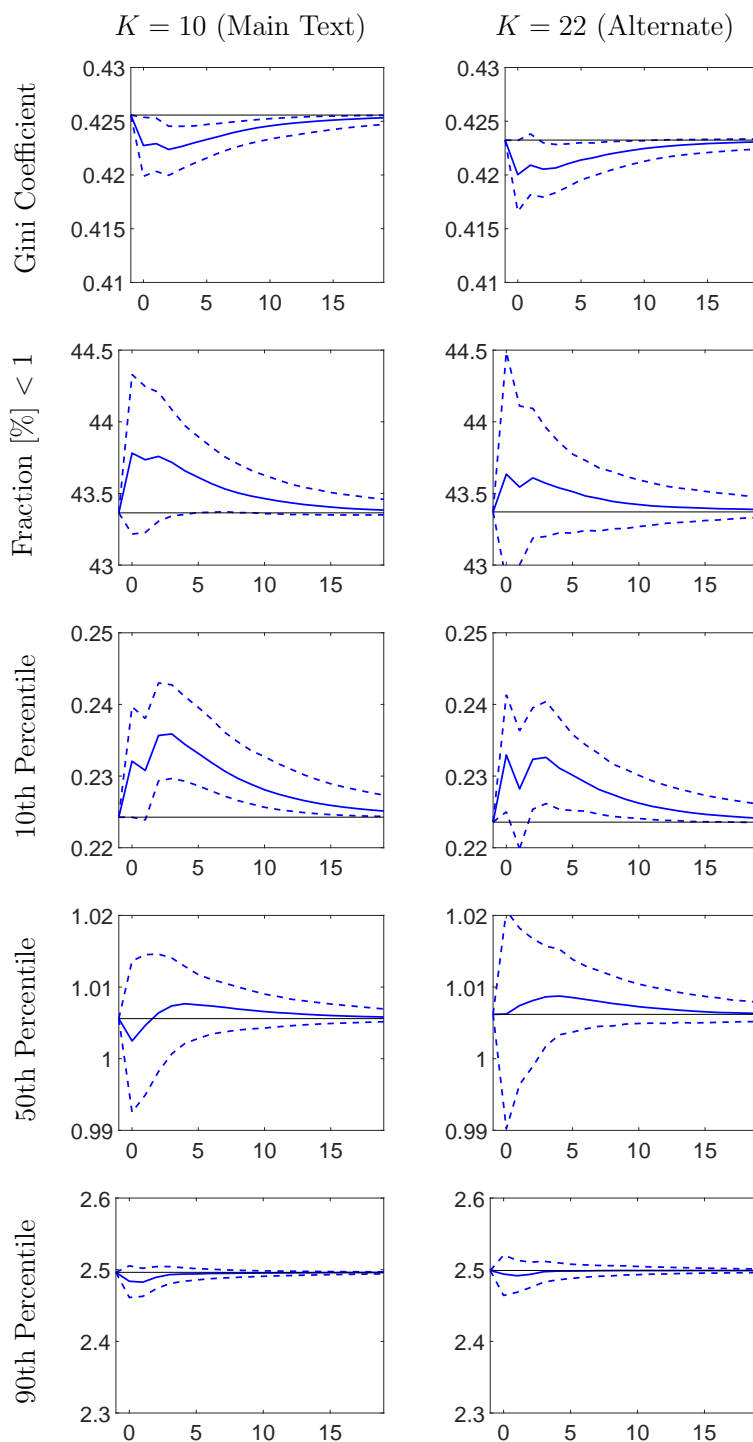 K = 10 (Main Text)
K = 22 (Alternate)
Gini Coefficient
0.43
0.425
0.42
0.415
0.41
0 5 10 15
0.43
0.425
0.42
0.415
0.41
0 5 10 15
Fraction [%] < 1
44.5
44
43.5
43
0 5 10 15
44.5
44
43.5
43
0 5 10 15
10th Percentile
0.25
0.24
0.23
0.22
0 5 10 15
0.25
0.24
0.23
0.22
0 5 10 15
50th Percentile
1.02
1.01
1
0.99
0 5 10 15
1.02
1.01
1
0.99
0 5 10 15
90th Percentile
2.6
2.5
2.4
2.3
0 5 10 15
2.6
2.5
2.4
2.3
0 5 10 15